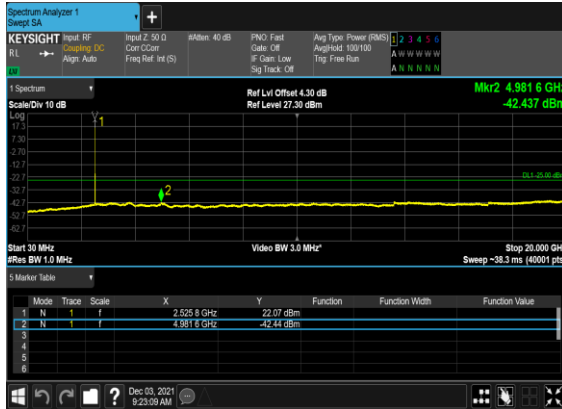 Spectrum Analyzer 1
Swept SA
+
KEYSIGHT Input: RF Input Z: 50 Ω #Atten: 40 dB PNO: Fast Avg Type: Power (RMS) 1 2 3 4 5 6
RL Coupling: DC Corr CCorr Gate: Off Avg|Hold: 100/100 A W W W W W
Align: Auto Freq Ref: Int (S) IF Gain: Low Trig: Free Run
LU Sig Track: Off A N N N N N
1 Spectrum Ref Lvl Offset 4.30 dB Mkr2 4.981 6 GHz
Scale/Div 10 dB Ref Level 27.30 dBm -42.437 dBm
Log
17.3
7.30
-2.70
-12.7
-22.7
-32.7
-42.7
-52.7
-62.7
1
2
DL1 -25.00 dBm
Start 30 MHz Video BW 3.0 MHz* Stop 20.000 GHz
#Res BW 1.0 MHz Sweep ~38.3 ms (40001 pts)
5 Marker Table
Mode Trace Scale X Y Function Function Width Function Value
1 N 1 f 2.525 8 GHz 22.07 dBm
2 N 1 f 4.981 6 GHz -42.44 dBm
3
4
5
6
? Dec 03, 2021
9:23:09 AM